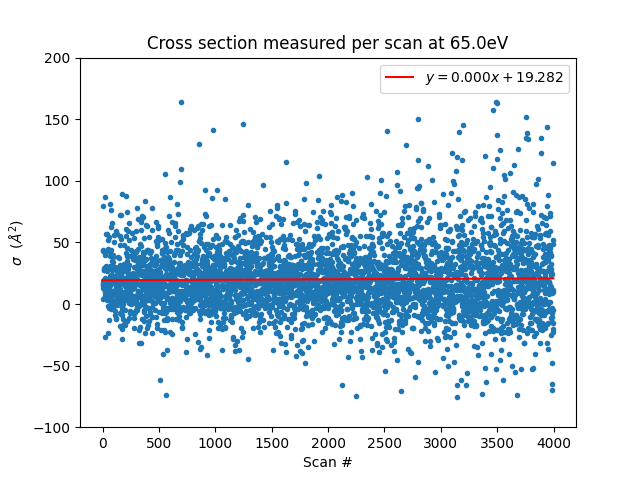 Cross section measured per scan at 65.0eV
y = 0.000x + 19.282
200
150
100
50
0
−50
−100
σ (Å²)
0 500 1000 1500 2000 2500 3000 3500 4000
Scan #